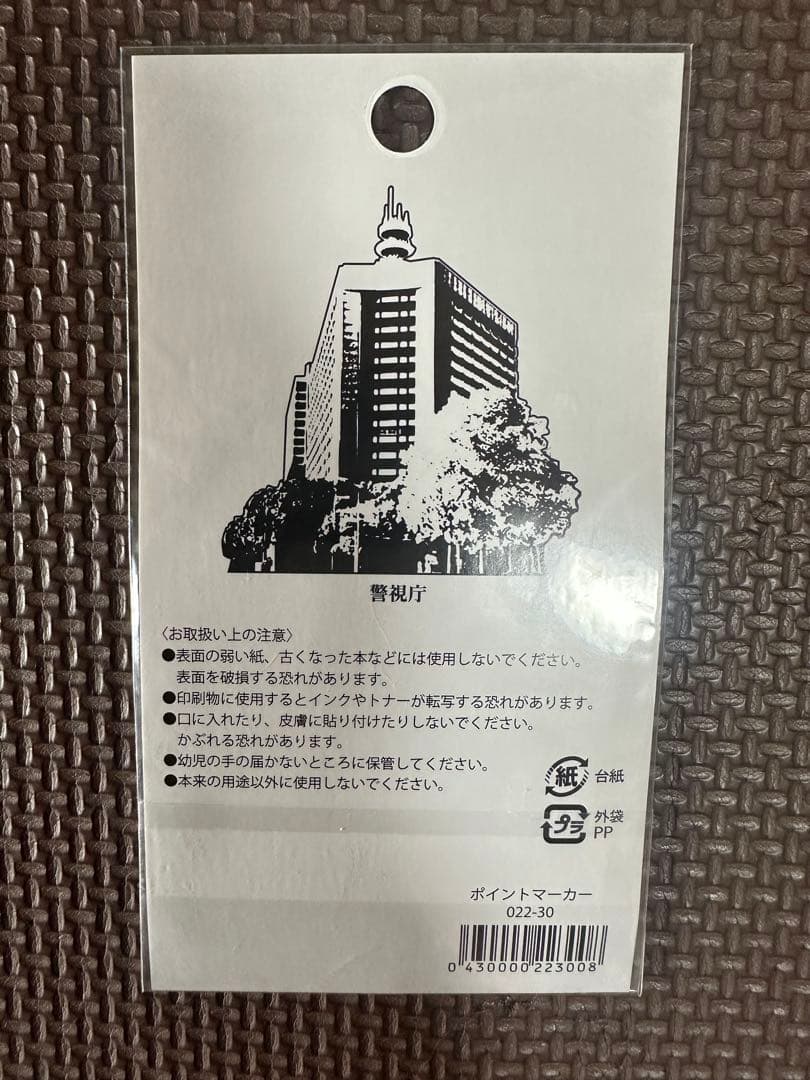 警視庁
〈お取扱い上の注意〉
●表面の弱い紙、古くなった本などには使用しないでください。
表面を破損する恐れがあります。
●印刷物に使用するとインクやトナーが転写する恐れがあります。
●口に入れたり、皮膚に貼り付けたりしないでください。
かぶれる恐れがあります。
●幼児の手の届かないところに保管してください。
●本来の用途以外に使用しないでください。
紙 台紙
プラ 外袋
PP
ポイントマーカー
022-30
0 430000 223008